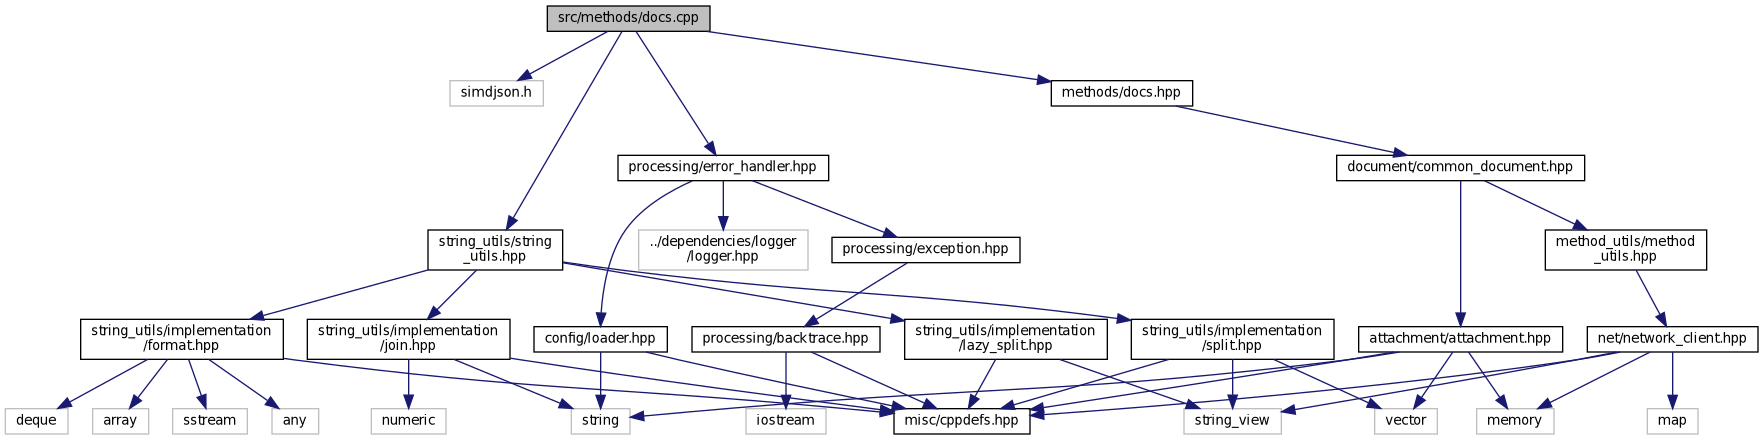 src/methods/docs.cpp
simdjson.h
methods/docs.hpp
processing/error_handler.hpp
document/common_document.hpp
string_utils/string
_utils.hpp
../dependencies/logger
/logger.hpp
processing/exception.hpp
method_utils/method
_utils.hpp
string_utils/implementation
/format.hpp
string_utils/implementation
/join.hpp
config/loader.hpp
processing/backtrace.hpp
string_utils/implementation
/lazy_split.hpp
string_utils/implementation
/split.hpp
attachment/attachment.hpp
net/network_client.hpp
deque
array
sstream
any
numeric
string
iostream
misc/cppdefs.hpp
string_view
vector
memory
map